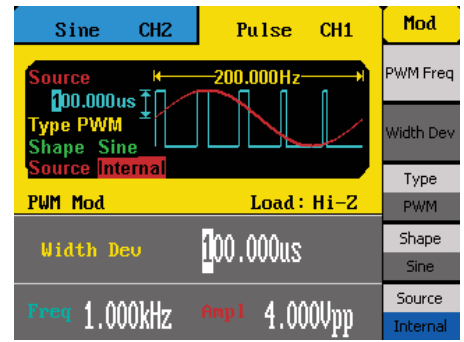 Sine CH2
Pulse CH1
Mod
Source
200.000Hz
100.000us
Type PWM
Shape Sine
Source Internal
PWM Mod Load: Hi-Z
Width Dev 100.000us
Freq 1.000kHz Ampl 4.000Vpp
PWM Freq
Width Dev
Type
PWM
Shape
Sine
Source
Internal